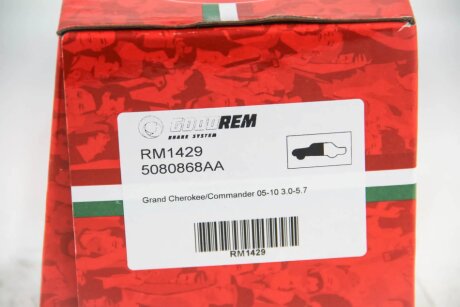 GOODREM
BRAKE SYSTEM
RM1429
5080868AA
Grand Cherokee/Commander 05-10 3.0-5.7
RM1429